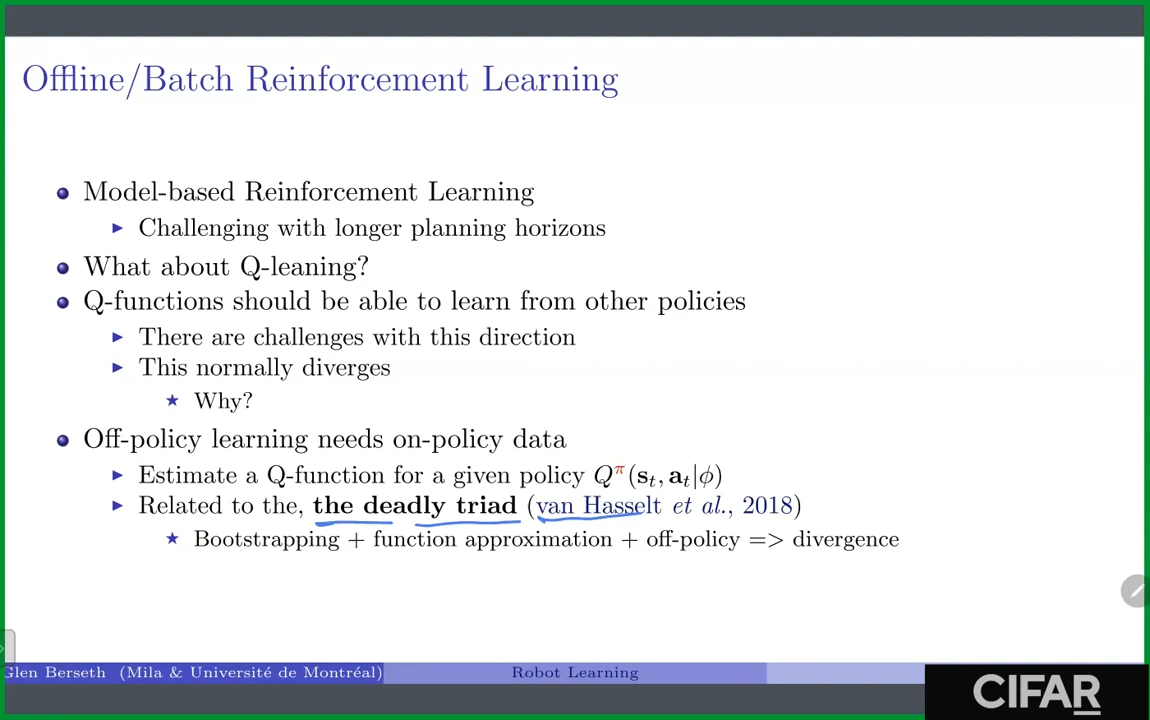 Offline/Batch Reinforcement Learning
Model-based Reinforcement Learning
Challenging with longer planning horizons
What about Q-leaning?
Q-functions should be able to learn from other policies
There are challenges with this direction
This normally diverges
Why?
Off-policy learning needs on-policy data
Estimate a Q-function for a given policy Q^π(s_t, a_t|ϕ)
Related to the, the deadly triad (van Hasselt et al., 2018)
Bootstrapping + function approximation + off-policy => divergence
Glen Berseth (Mila & Université de Montréal)
Robot Learning
CIFAR